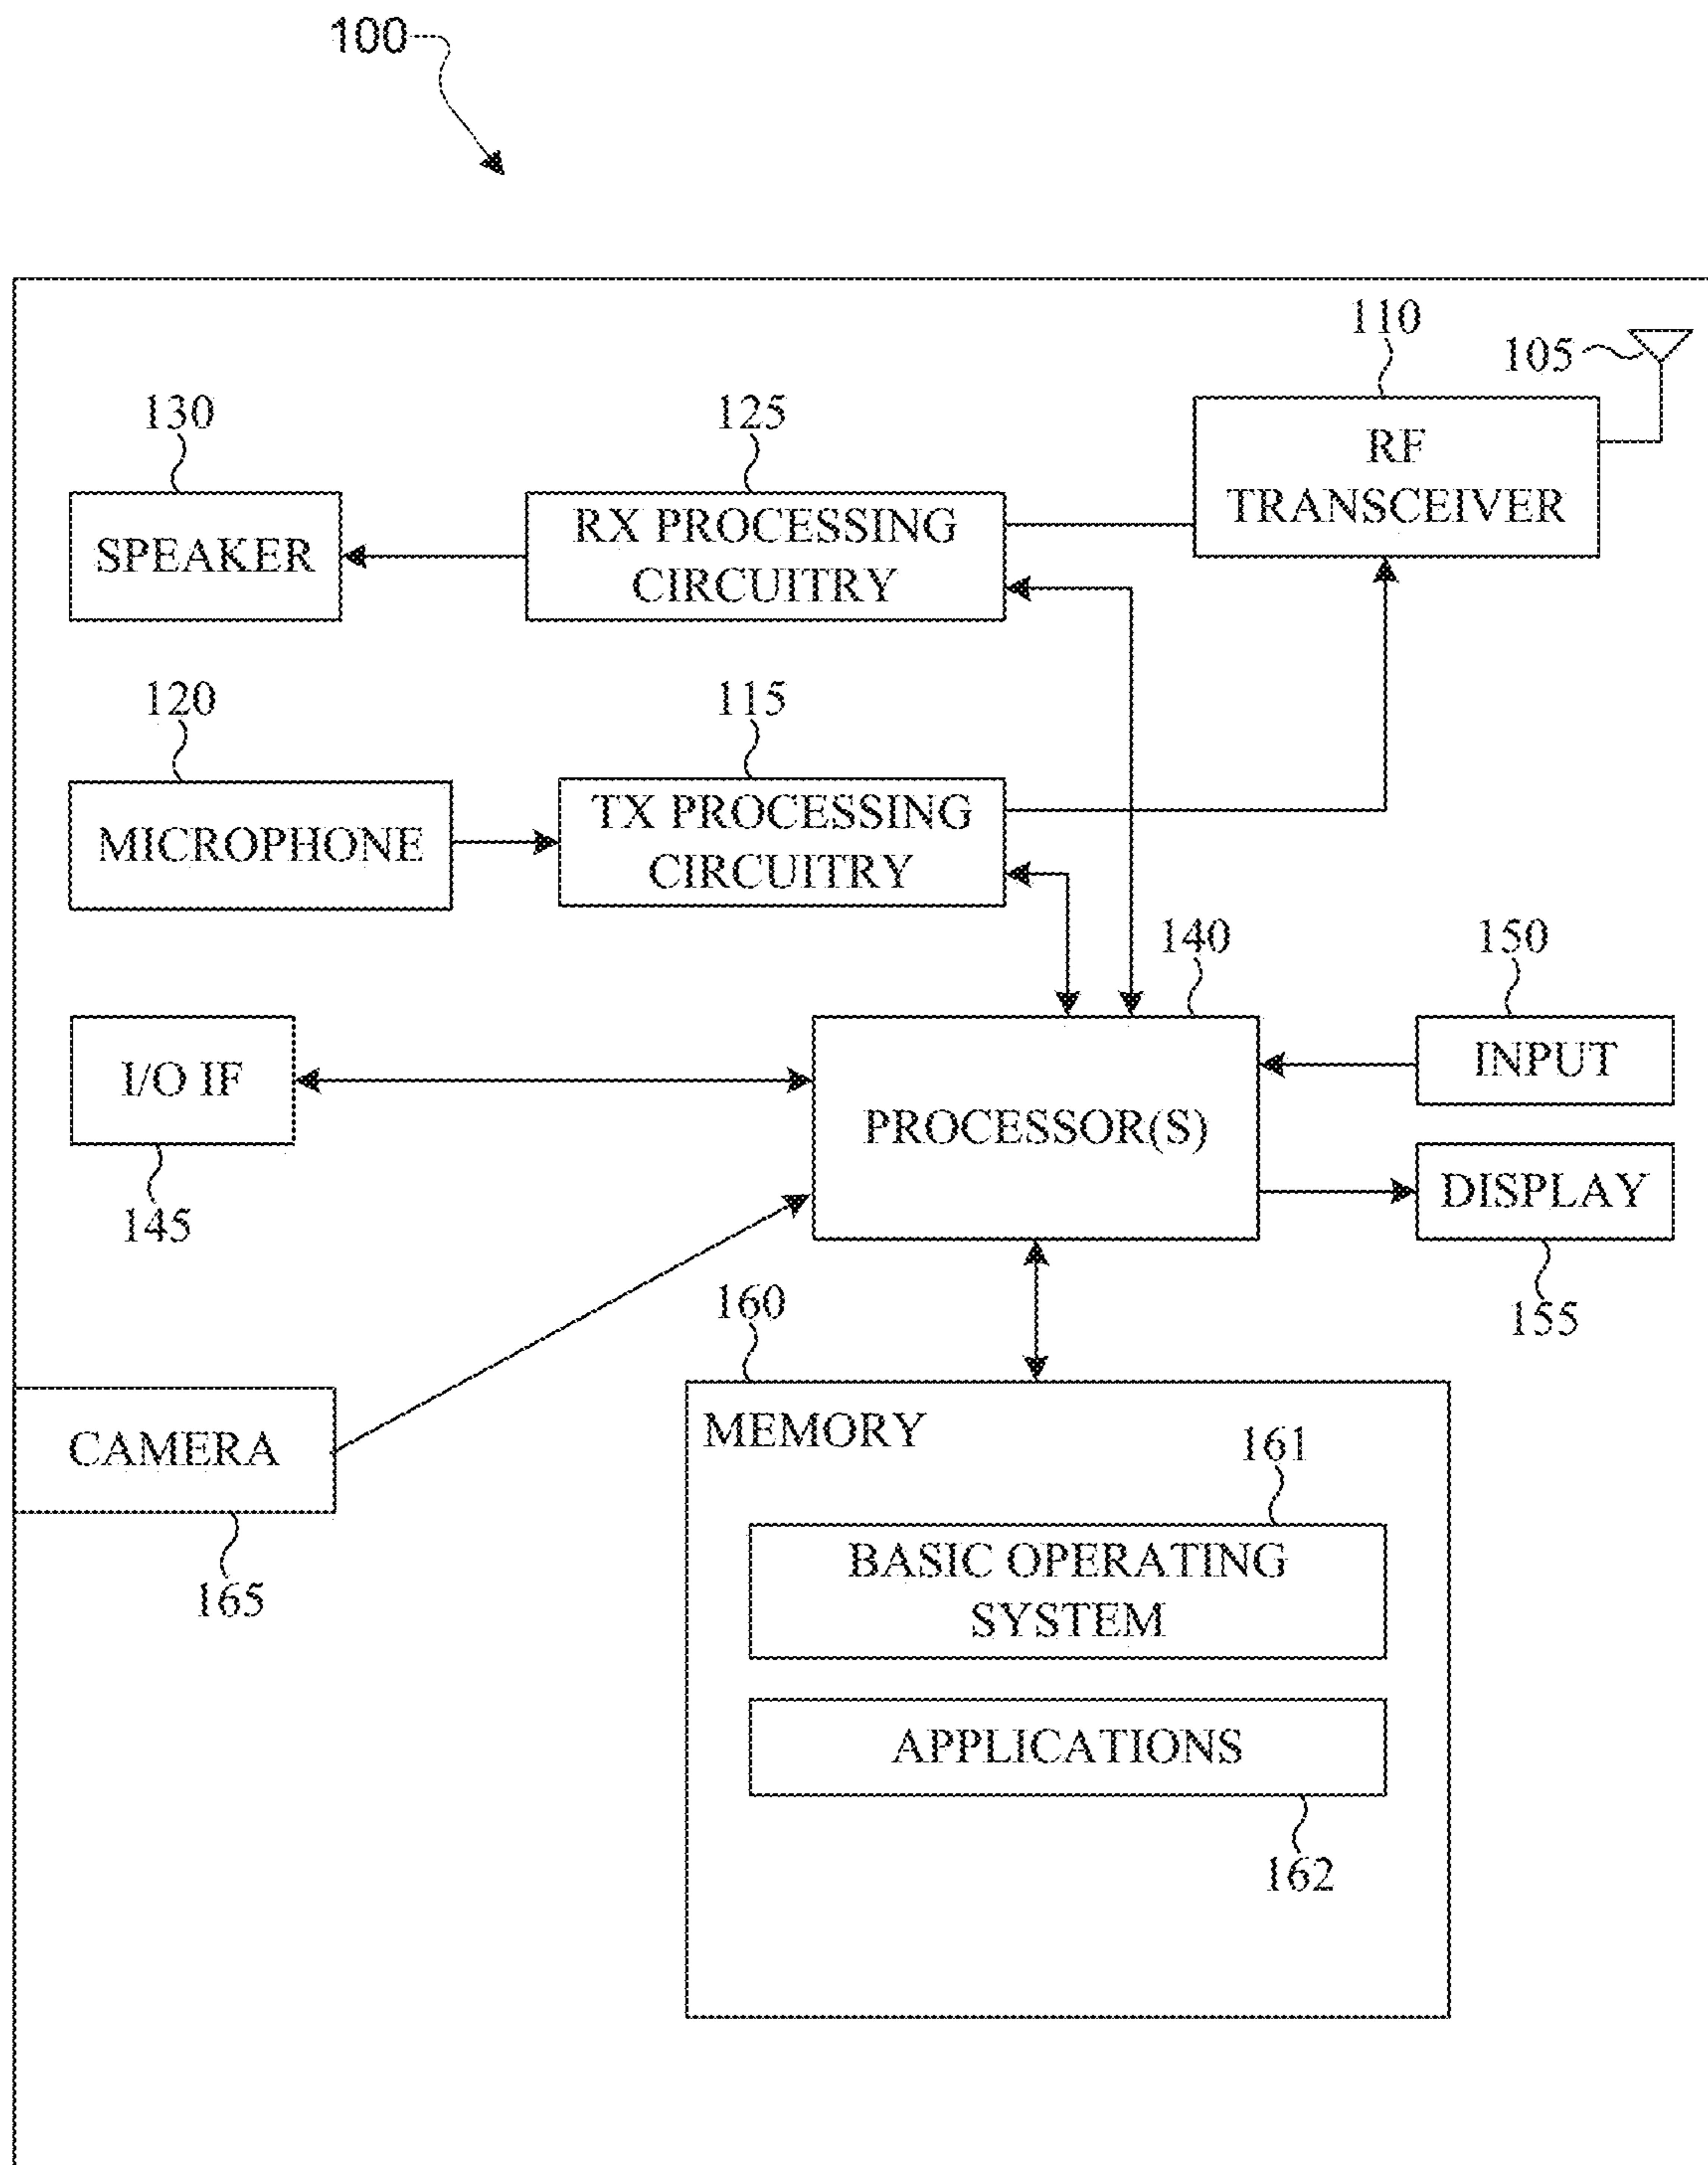 100
110
105
130
125
RF
TRANSCEIVER
SPEAKER
RX PROCESSING
CIRCUITRY
120
115
MICROPHONE
TX PROCESSING
CIRCUITRY
140
150
I/O IF
INPUT
PROCESSOR(S)
DISPLAY
145
160
155
CAMERA
MEMORY
161
BASIC OPERATING
SYSTEM
165
APPLICATIONS
162